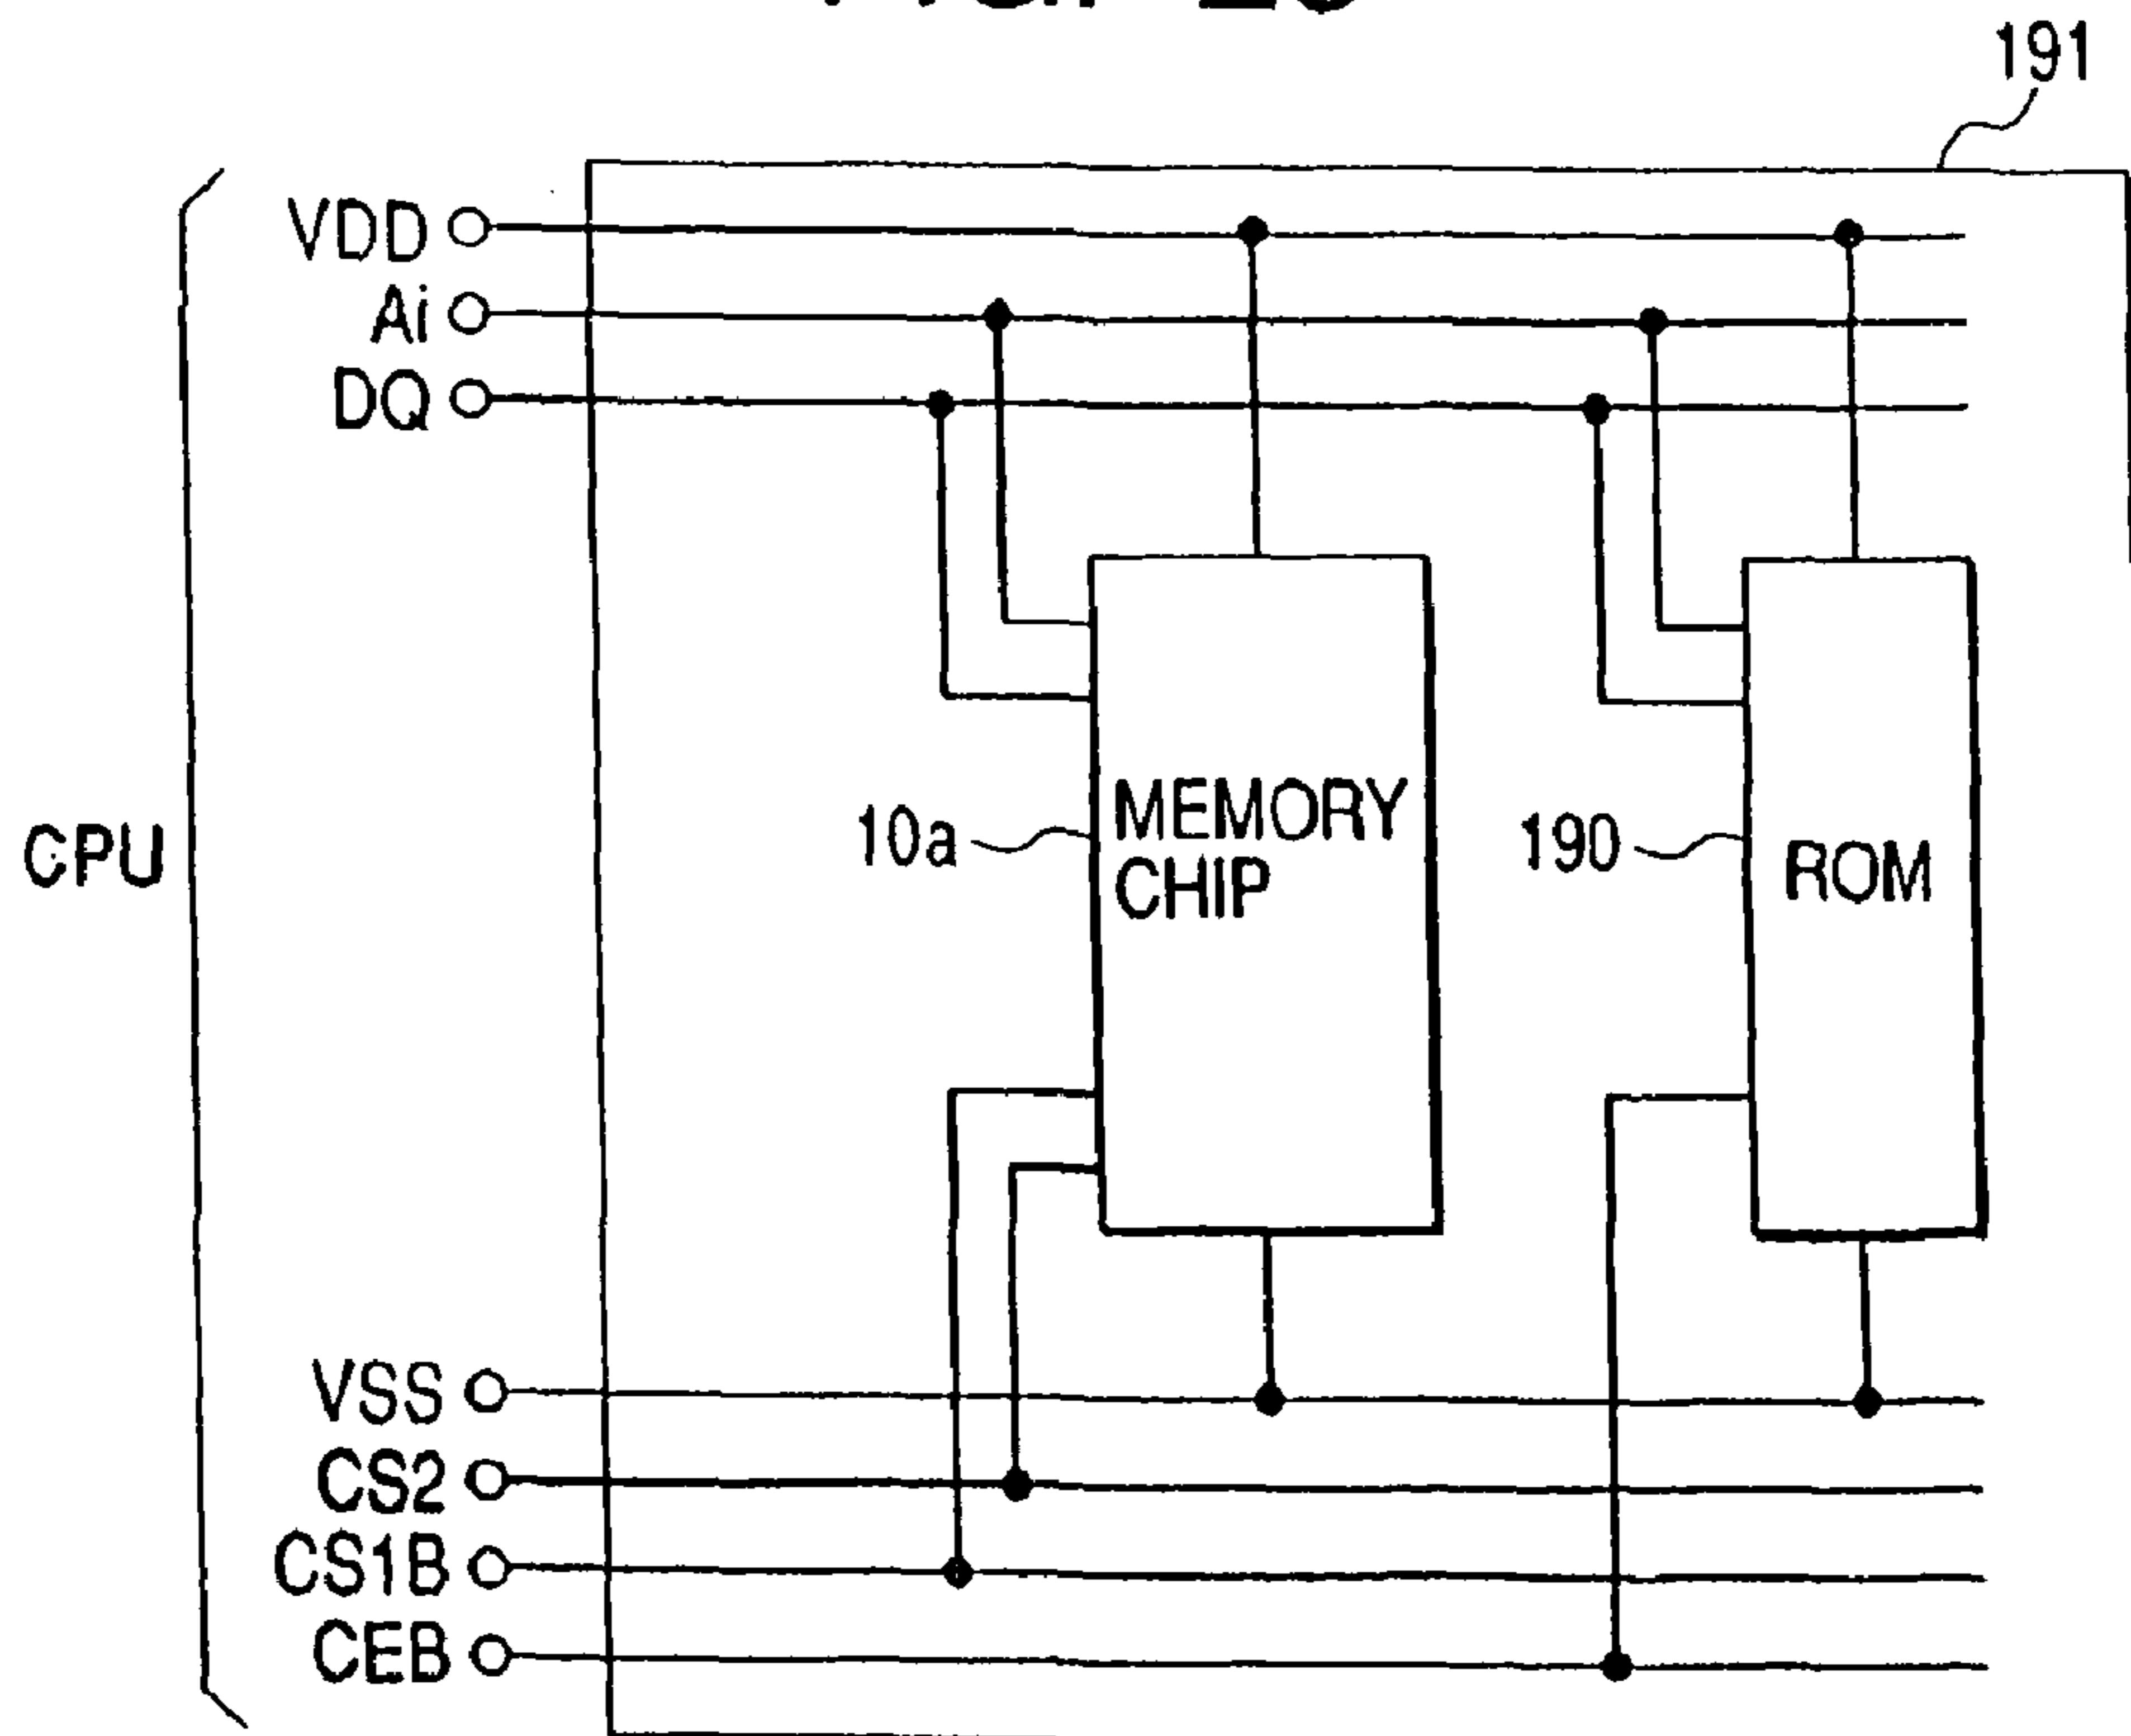 191
VDD
Ai
DQ
CPU
10a
MEMORY
CHIP
190
ROM
VSS
CS2
CS1B
CEB